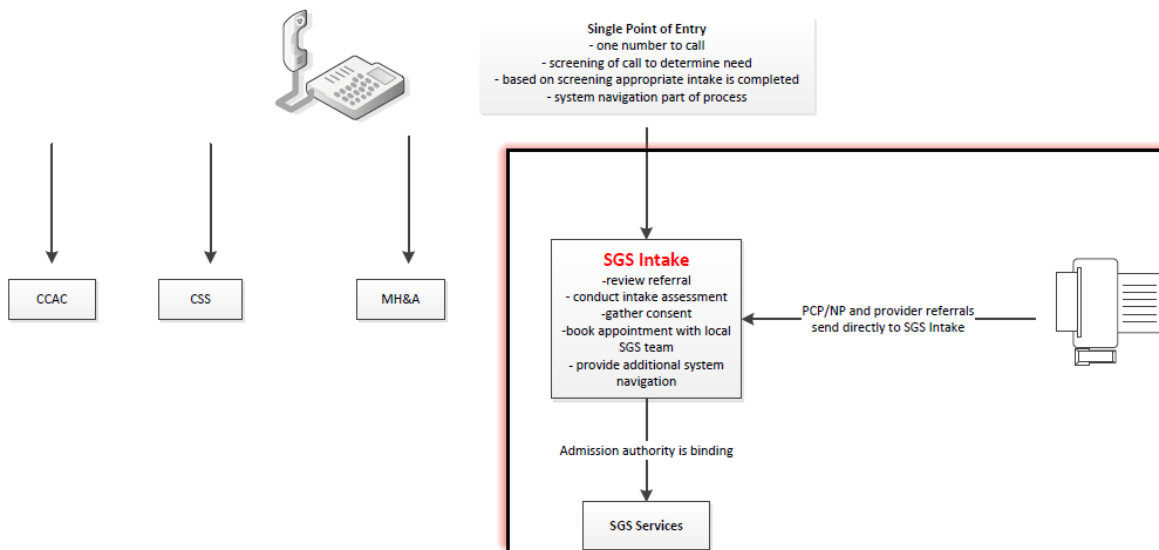 Single Point of Entry
- one number to call
- screening of call to determine need
- based on screening appropriate intake is completed
- system navigation part of process
CCAC
CSS
MH&A
SGS Intake
-review referral
- conduct intake assessment
-gather consent
-book appointment with local
SGS team
- provide additional system
navigation
PCP/NP and provider referrals
send directly to SGS Intake
Admission authority is binding
SGS Services